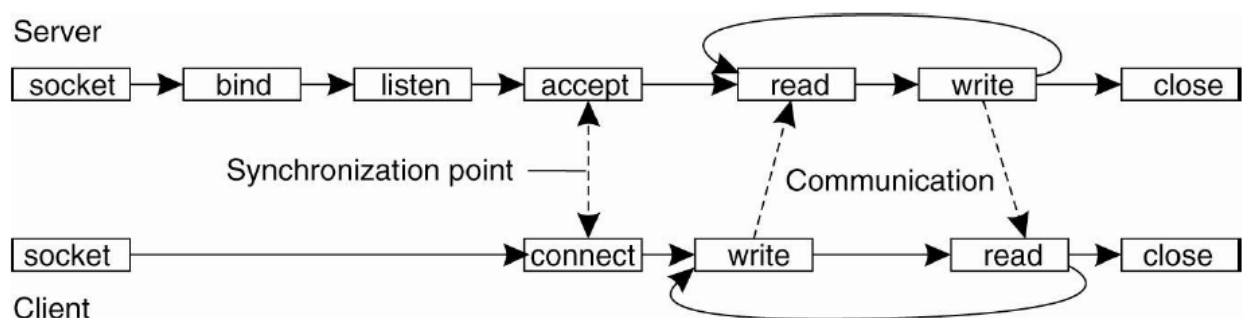 Server
socket bind listen accept read write close
Synchronization point
Communication
socket connect write read close
Client